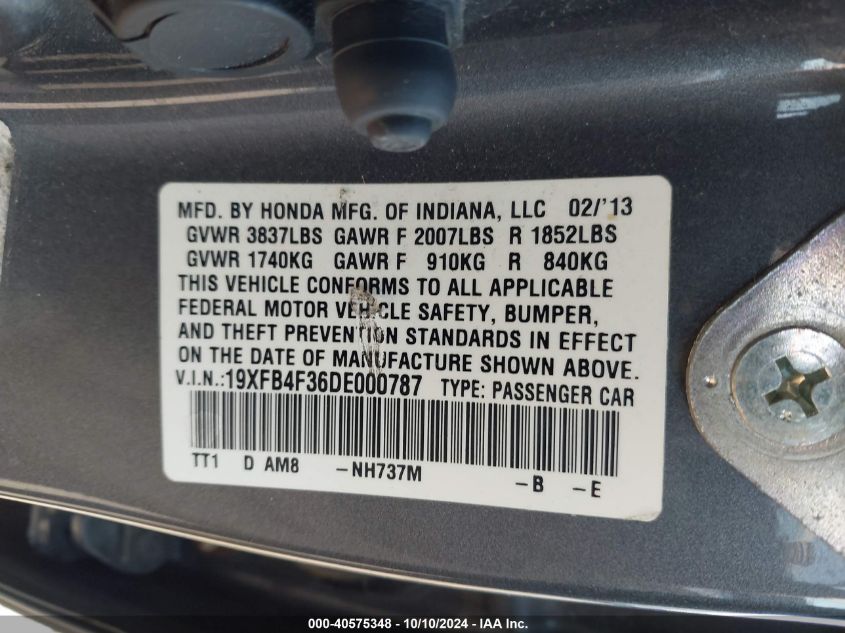 MFD. BY HONDA MFG. OF INDIANA, LLC 02/'13
GVWR 3837LBS GAWR F 2007LBS R 1852LBS
GVWR 1740KG GAWR F 910KG R 840KG
THIS VEHICLE CONFORMS TO ALL APPLICABLE
FEDERAL MOTOR VEHICLE SAFETY, BUMPER,
AND THEFT PREVENTION STANDARDS IN EFFECT
ON THE DATE OF MANUFACTURE SHOWN ABOVE.
V.I.N.:19XFB4F36DE000787 TYPE: PASSENGER CAR
TT1 D AM8 -NH737M -B -E
000-40575348 - 10/10/2024 - IAAI.com